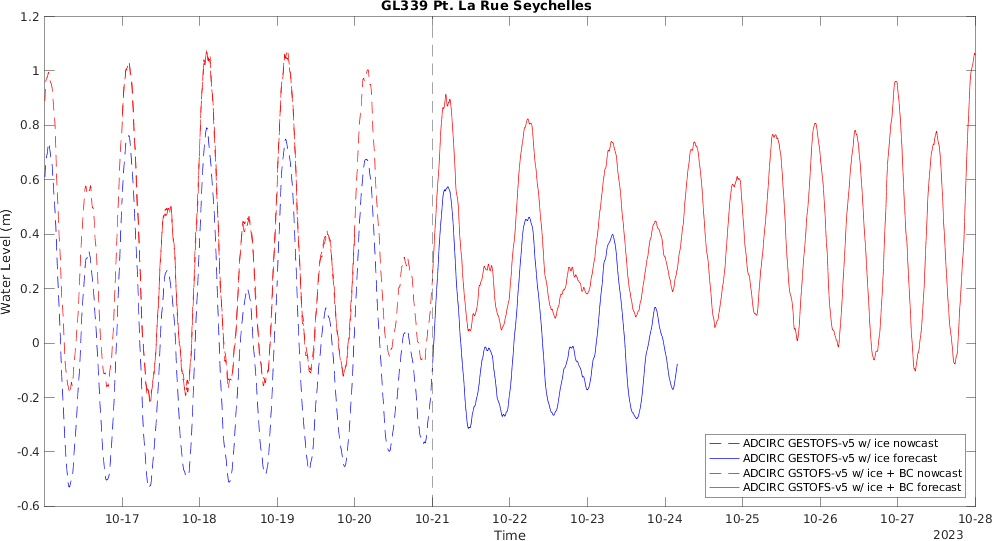 GL339 Pt. La Rue Seychelles
1.2
1
0.8
0.6
0.4
0.2
0
-0.2
-0.4
-0.6
Water Level (m)
ADCIRC GESTOFS-v5 w/ ice nowcast
ADCIRC GESTOFS-v5 w/ ice forecast
ADCIRC GSTOFS-v5 w/ ice + BC nowcast
ADCIRC GSTOFS-v5 w/ ice + BC forecast
10-17 10-18 10-19 10-20 10-21 10-22 10-23 10-24 10-25 10-26 10-27 10-28
Time
2023